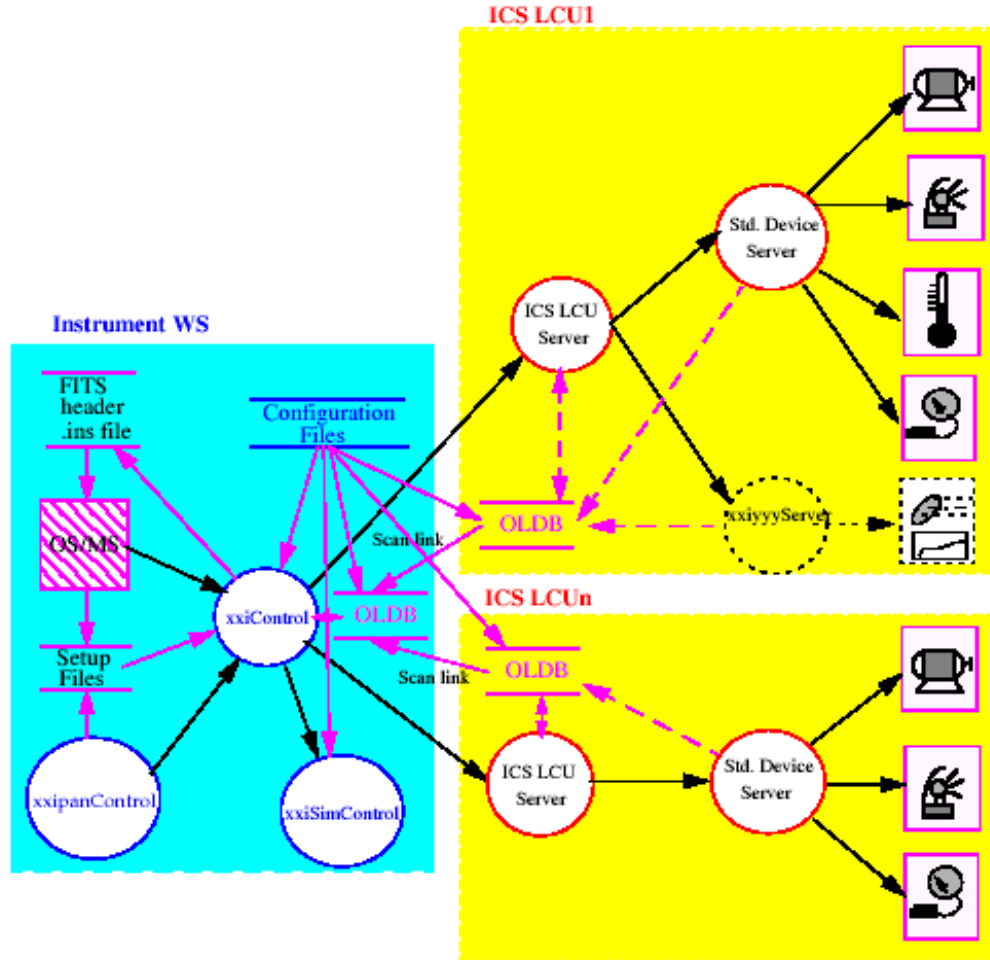 ICS LCU1
Std. Device
Server
ICS LCU
Server
Instrument WS
FITS
header
.ins file
Configuration
Files
OLDB
xxiyyyServer
Scan link
OS/MS
xxiControl
OLDB
ICS LCUn
Setup
Files
Scan link
OLDB
xxipanControl
xxiSimControl
ICS LCU
Server
Std. Device
Server